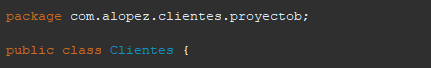 package com.alopez.clientes.proyectob;
public class Clientes {